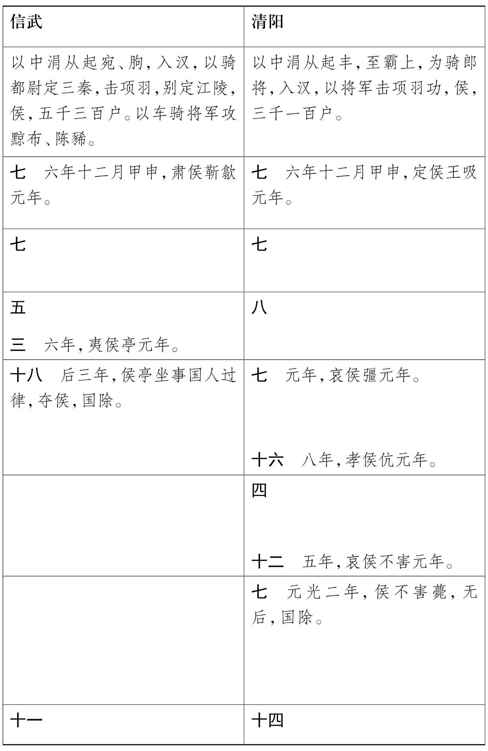 信武
清阳
以中涓从起宛、朐，入汉，以骑
都尉定三秦，击项羽，别定江陵，
侯，五千三百户。以车骑将军攻
黥布、陈豨。
以中涓从起丰，至霸上，为骑郎
将，入汉，以将军击项羽功，侯，
三千一百户。
七　六年十二月甲申，肃侯靳歙
元年。
七　六年十二月甲申，定侯王吸
元年。
七
七
五
三　六年，夷侯亭元年。
八
十八　后三年，侯亭坐事国人过
律，夺侯，国除。
七　元年，哀侯彊元年。
十六　八年，孝侯伉元年。
四
十二　五年，哀侯不害元年。
七　元光二年，侯不害薨，无
后，国除。
十一
十四